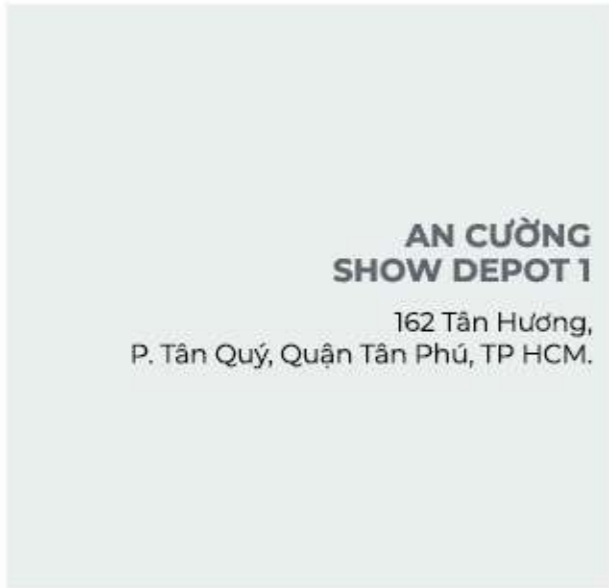 AN CƯỜNG
SHOW DEPOT 1
162 Tân Hương,
P. Tân Quý, Quận Tân Phú, TP HCM.